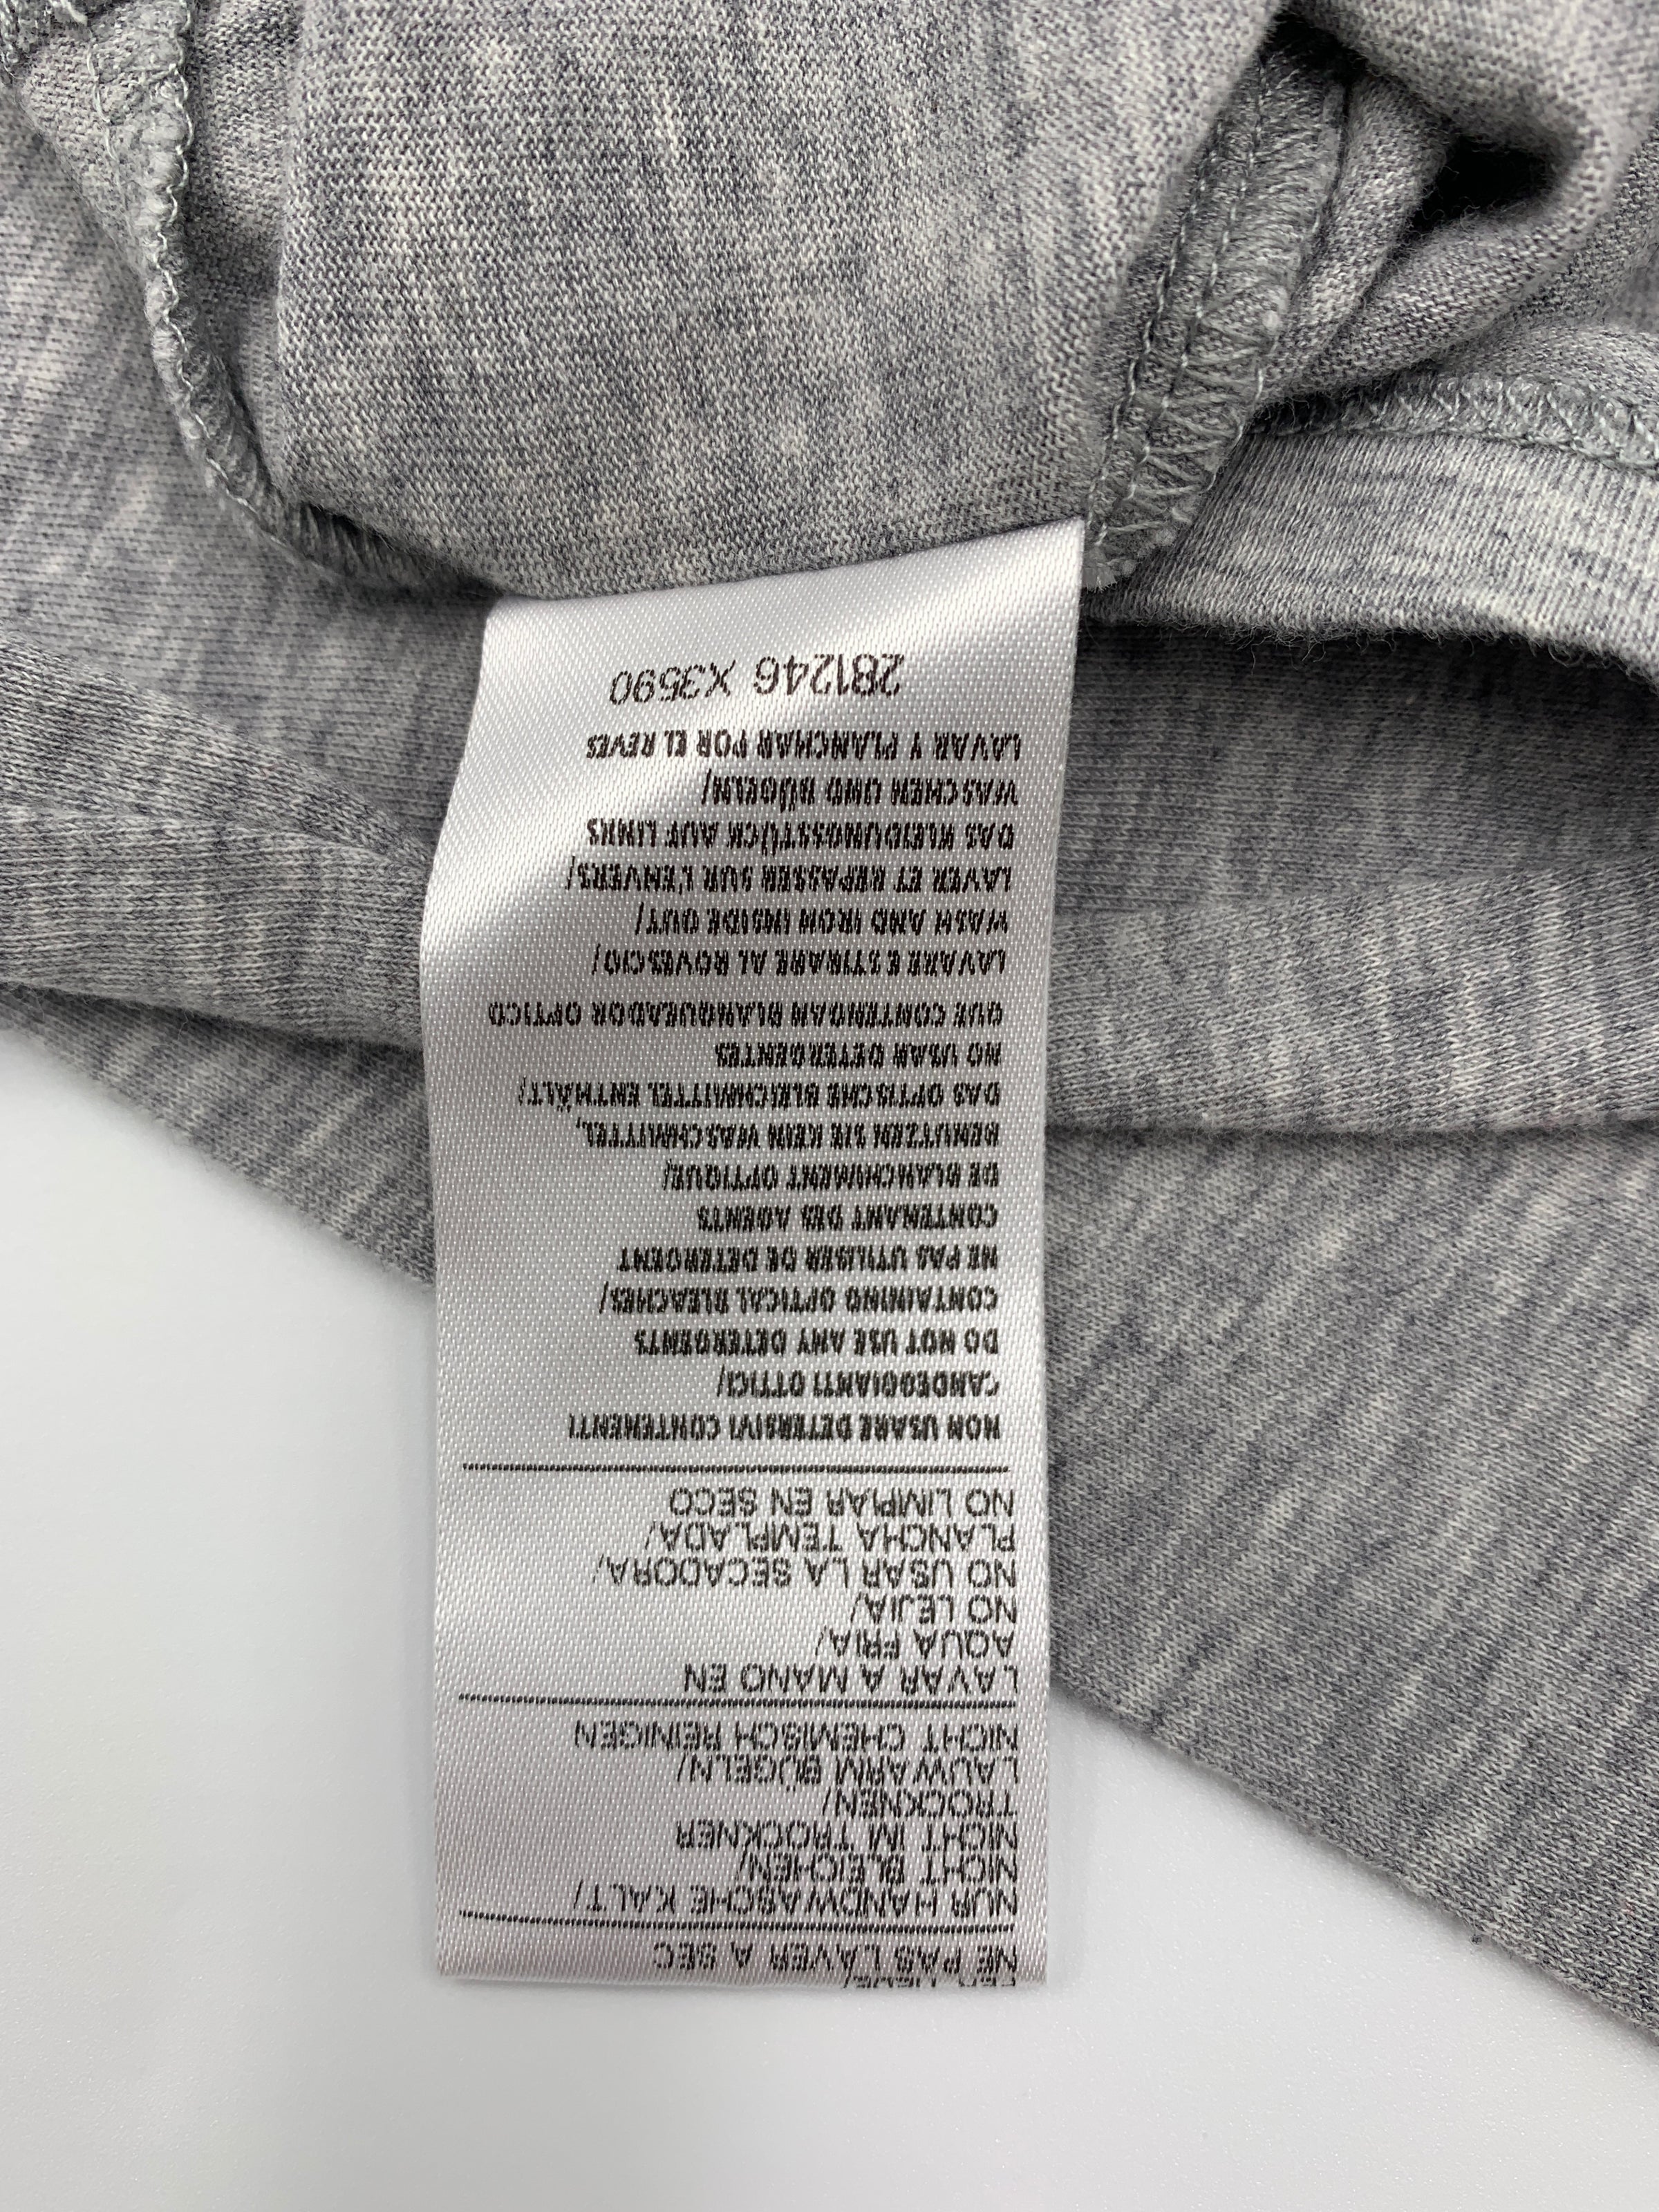 NE PAS LAVER A SEC
NUR HANDWASCHE KALT/
NICHT BLEICHEN/
NICHT IM TROCKNER
TROCKNEN/
LAUWARM BÜGELN/
NICHT CHEMISCH REINIGEN
LAVAR A MANO EN
AQUA FRIA/
NO LEJIA/
NO USAR LA SECADORA/
PLANCHA TEMPLADA/
NO LIMPIAR EN SECO
NON USARE DETERSIVI CONTENENTI
CANDEGGIANTI OTTICI/
DO NOT USE ANY DETERGENTS
CONTAINING OPTICAL BLEACHES/
NE PAS UTILISER DE DETERGENT
CONTENANT DES AGENTS
DE BLANCHIMENT OPTIQUE/
BENUTZEN SIE KEIN WASCHMITTEL,
DAS OPTISCHE BLEICHMITTEL ENTHÄLT/
NO USAR DETERGENTES
QUE CONTENGAN BLANQUEADOR OPTICO
LAVARE E STIRARE AL ROVESCIO/
WASH AND IRON INSIDE OUT/
LAVER ET REPASSER SUR L'ENVERS/
DAS KLEIDUNGSSTÜCK AUF LINKS
WASCHEN UND BÜGELN/
LAVAR Y PLANCHAR POR EL REVES
281246 X3590